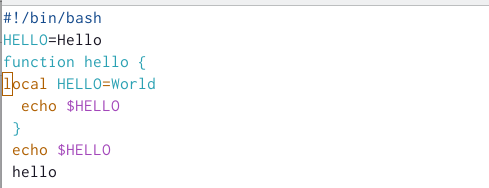 #!/bin/bash
HELLO=Hello
function hello {
local HELLO=World
  echo $HELLO
 }
 echo $HELLO
 hello